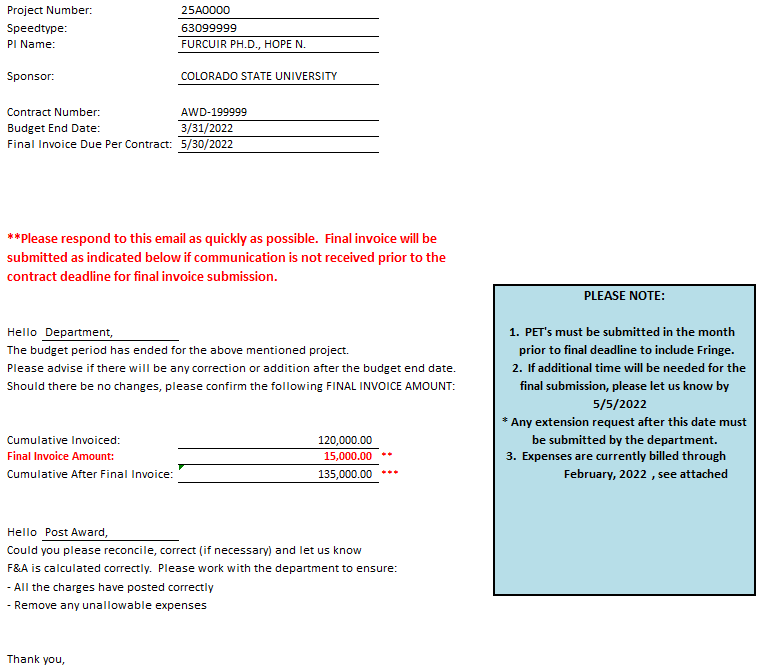 Project Number: 25A0000
Speedtype: 63099999
PI Name: FURCUIR PH.D., HOPE N.
Sponsor: COLORADO STATE UNIVERSITY
Contract Number: AWD-199999
Budget End Date: 3/31/2022
Final Invoice Due Per Contract: 5/30/2022
**Please respond to this email as quickly as possible.  Final invoice will be
submitted as indicated below if communication is not received prior to the
contract deadline for final invoice submission.
Hello Department,
The budget period has ended for the above mentioned project.
Please advise if there will be any correction or addition after the budget end date.
Should there be no changes, please confirm the following FINAL INVOICE AMOUNT:
Cumulative Invoiced: 120,000.00
Final Invoice Amount: 15,000.00 **
Cumulative After Final Invoice: 135,000.00 ***
Hello Post Award,
Could you please reconcile, correct (if necessary) and let us know
F&A is calculated correctly.  Please work with the department to ensure:
- All the charges have posted correctly
- Remove any unallowable expenses
Thank you,
PLEASE NOTE:
1.  PET's must be submitted in the month
prior to final deadline to include Fringe.
2.  If additional time will be needed for the
final submission, please let us know by
5/5/2022
* Any extension request after this date must
be submitted by the department.
3.  Expenses are currently billed through
February, 2022 , see attached